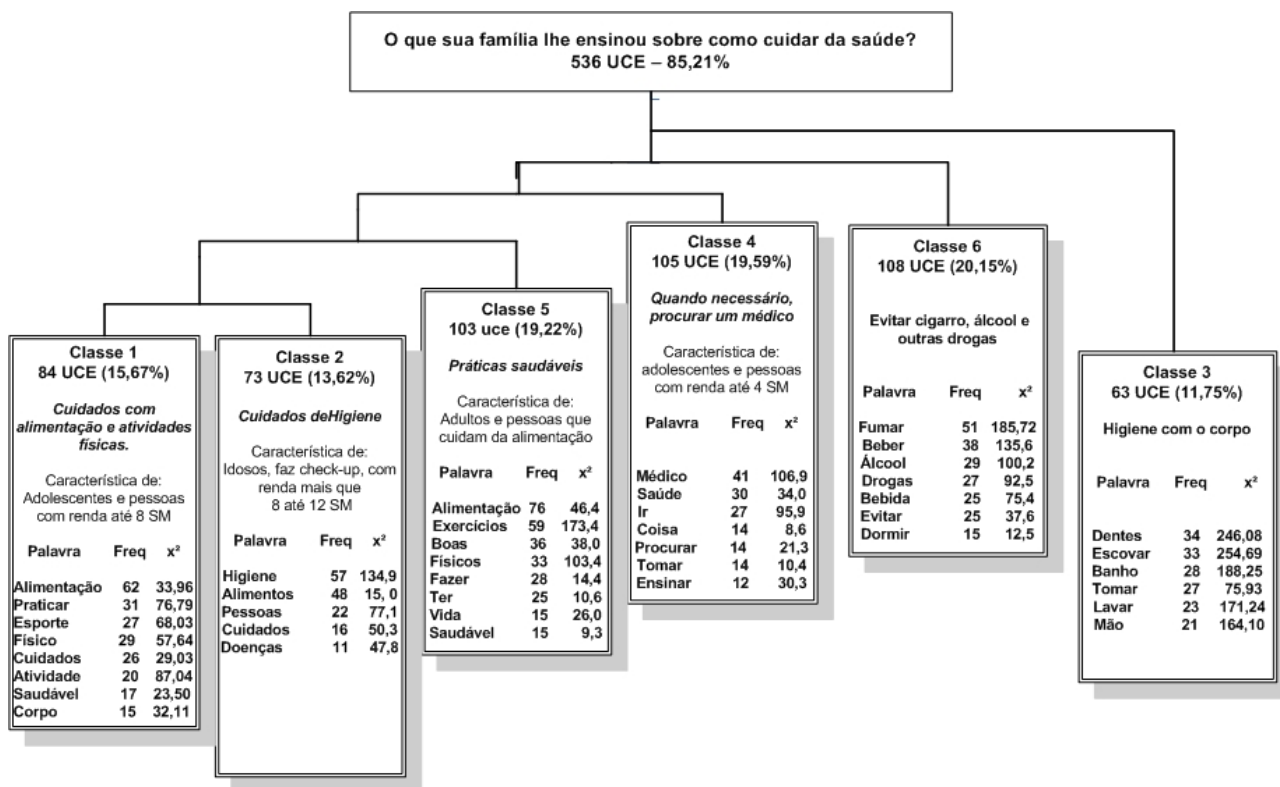 O que sua família lhe ensinou sobre como cuidar da saúde?
536 UCE – 85,21%
Classe 1
84 UCE (15,67%)
Cuidados com
alimentação e atividades
físicas.
Característica de:
Adolescentes e pessoas
com renda até 8 SM
Palavra Freq x²
Alimentação 62 33,96
Praticar 31 76,79
Esporte 27 68,03
Físico 29 57,64
Cuidados 26 29,03
Atividade 20 87,04
Saudável 17 23,50
Corpo 15 32,11
Classe 2
73 UCE (13,62%)
Cuidados deHigiene
Característica de:
Idosos, faz check-up, com
renda mais que
8 até 12 SM
Palavra Freq x²
Higiene 57 134,9
Alimentos 48 15, 0
Pessoas 22 77,1
Cuidados 16 50,3
Doenças 11 47,8
Classe 5
103 uce (19,22%)
Práticas saudáveis
Característica de:
Adultos e pessoas que
cuidam da alimentação
Palavra Freq x²
Alimentação 76 46,4
Exercícios 59 173,4
Boas 36 38,0
Físicos 33 103,4
Fazer 28 14,4
Ter 25 10,6
Vida 15 26,0
Saudável 15 9,3
Classe 4
105 UCE (19,59%)
Quando necessário,
procurar um médico
Característica de:
adolescentes e pessoas
com renda até 4 SM
Palavra Freq x²
Médico 41 106,9
Saúde 30 34,0
Ir 27 95,9
Coisa 14 8,6
Procurar 14 21,3
Tomar 14 10,4
Ensinar 12 30,3
Classe 6
108 UCE (20,15%)
Evitar cigarro, álcool e
outras drogas
Palavra Freq x²
Fumar 51 185,72
Beber 38 135,6
Álcool 29 100,2
Drogas 27 92,5
Bebida 25 75,4
Evitar 25 37,6
Dormir 15 12,5
Classe 3
63 UCE (11,75%)
Higiene com o corpo
Palavra Freq x²
Dentes 34 246,08
Escovar 33 254,69
Banho 28 188,25
Tomar 27 75,93
Lavar 23 171,24
Mão 21 164,10